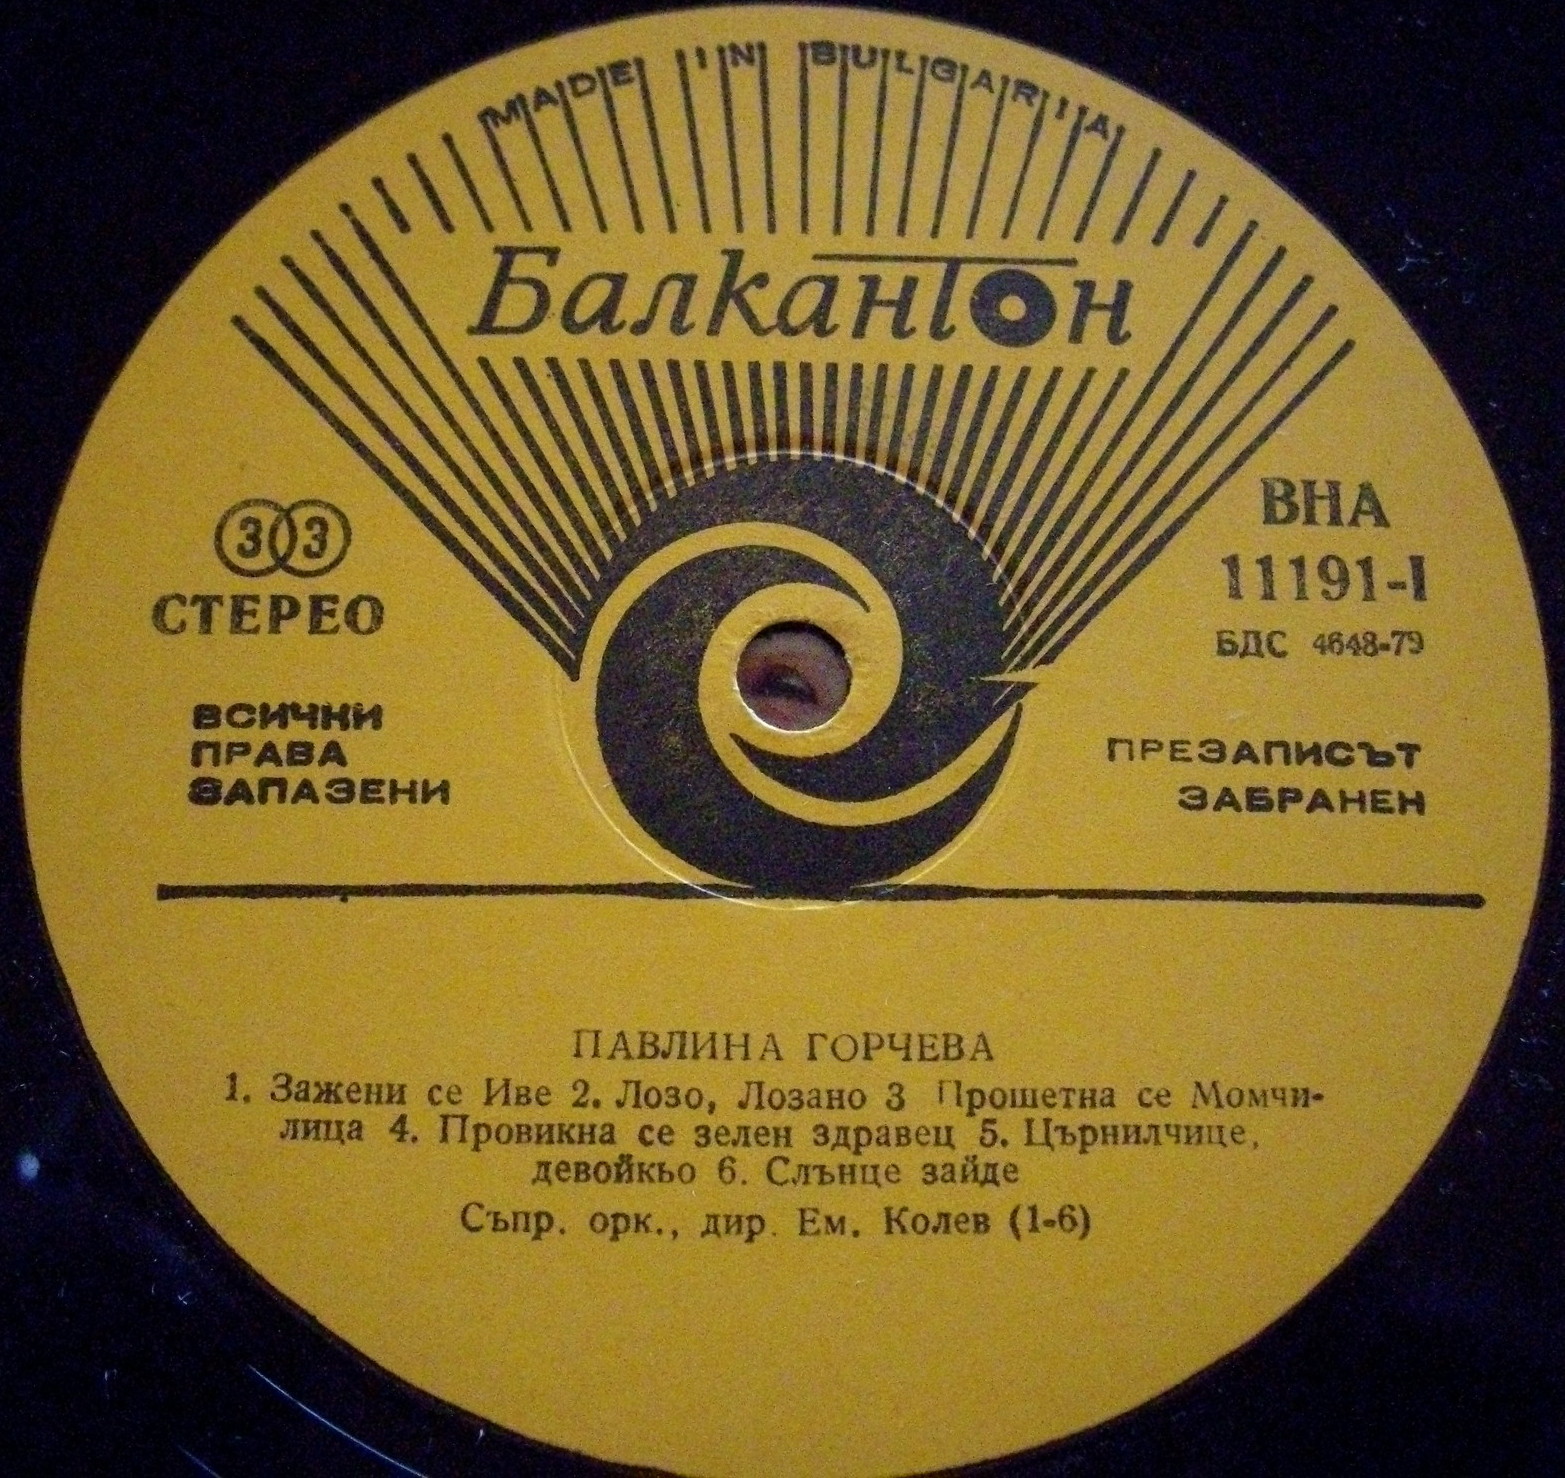 MADE IN BULGARIA
Балкантон
33
СТЕРЕО
ВНА
11191-I
БДС 4648-79
ВСИЧКИ
ПРАВА
ЗАПАЗЕНИ
ПРЕЗАПИСЪТ
ЗАБРАНЕН
ПАВЛИНА ГОРЧЕВА
1. Зажени се Иве 2. Лозо, Лозано 3 Прошетна се Момчи-
лица 4. Провикна се зелен здравец 5. Църнилчице,
девойкьо 6. Слънце зайде
Съпр. орк., дир. Ем. Колев (1-6)